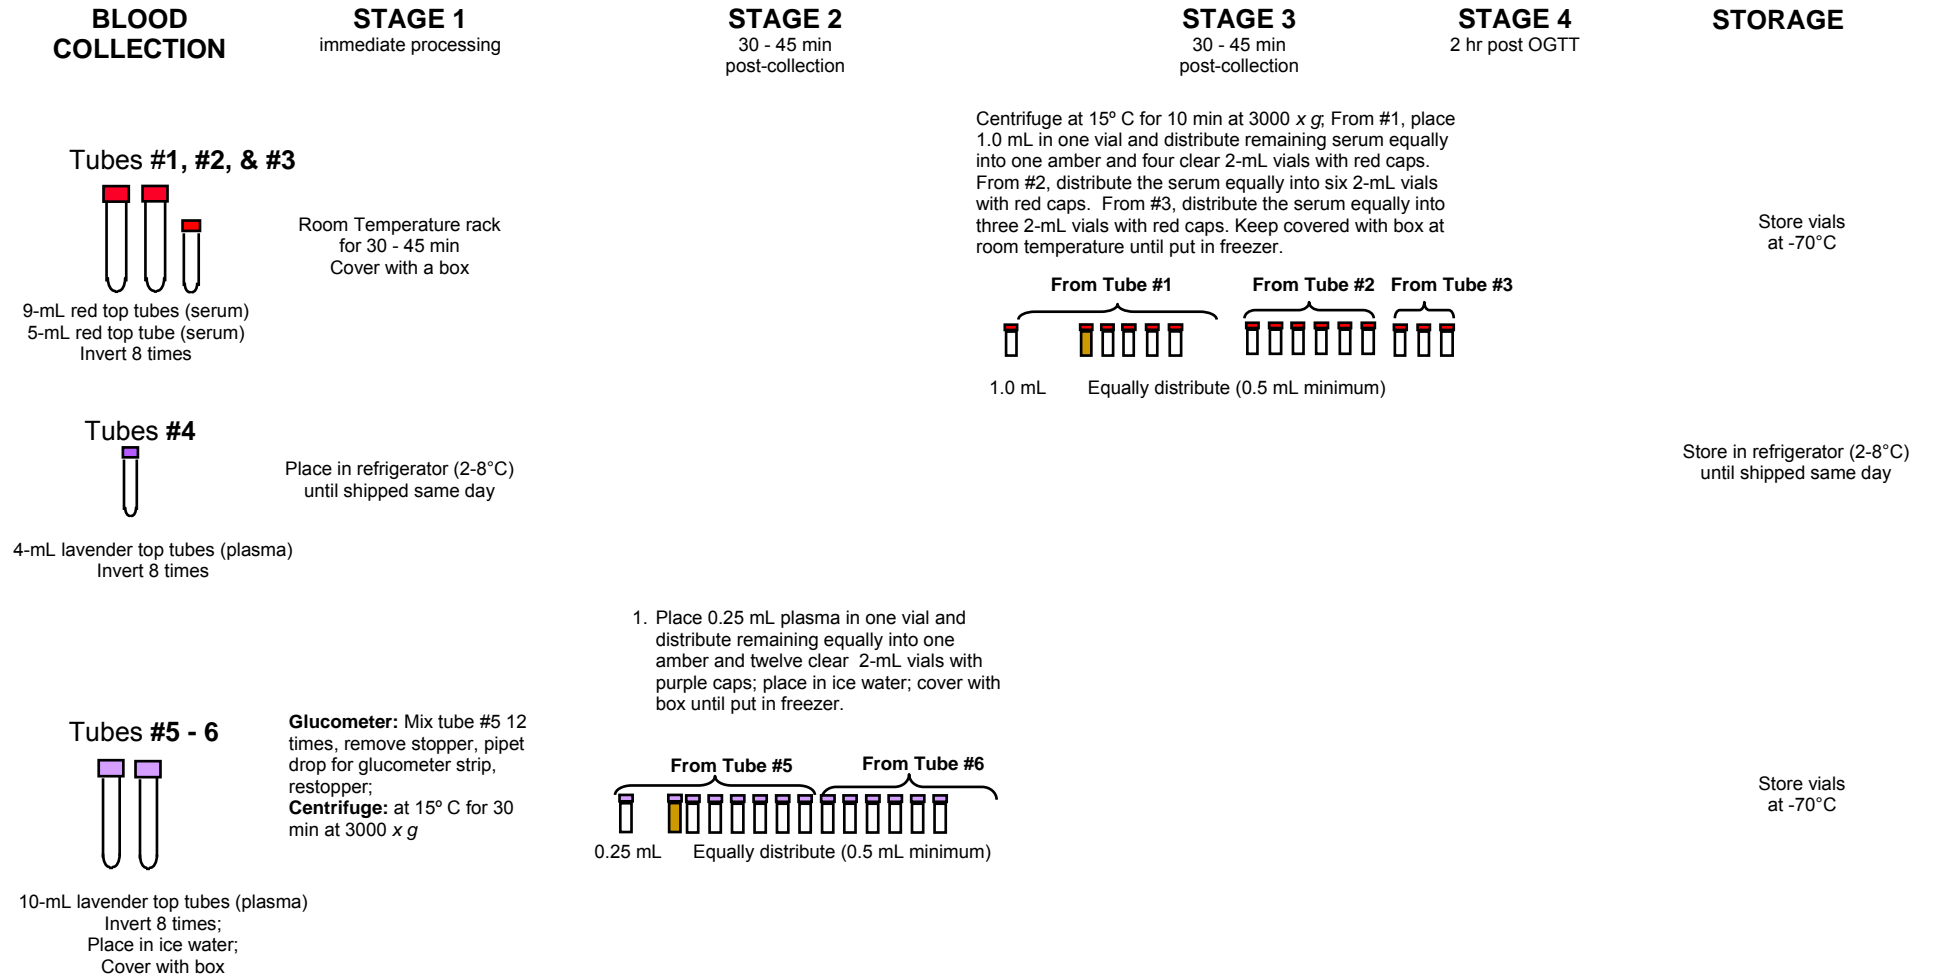 BLOOD
COLLECTION
STAGE 1
immediate processing
STAGE 2
30 - 45 min
post-collection
STAGE 3
30 - 45 min
post-collection
STAGE 4
2 hr post OGTT
STORAGE
Tubes #1, #2, & #3
9-mL red top tubes (serum)
5-mL red top tube (serum)
Invert 8 times
Room Temperature rack
for 30 - 45 min
Cover with a box
Centrifuge at 15º C for 10 min at 3000 x g; From #1, place
1.0 mL in one vial and distribute remaining serum equally
into one amber and four clear 2-mL vials with red caps.
From #2, distribute the serum equally into six 2-mL vials
with red caps.  From #3, distribute the serum equally into
three 2-mL vials with red caps. Keep covered with box at
room temperature until put in freezer.
From Tube #1
From Tube #2
From Tube #3
1.0 mL
Equally distribute (0.5 mL minimum)
Store vials
at -70°C
Tubes #4
4-mL lavender top tubes (plasma)
Invert 8 times
Place in refrigerator (2-8°C)
until shipped same day
Store in refrigerator (2-8°C)
until shipped same day
Tubes #5 - 6
10-mL lavender top tubes (plasma)
Invert 8 times;
Place in ice water;
Cover with box
Glucometer: Mix tube #5 12
times, remove stopper, pipet
drop for glucometer strip,
restopper;
Centrifuge: at 15º C for 30
min at 3000 x g
1. Place 0.25 mL plasma in one vial and
distribute remaining equally into one
amber and twelve clear  2-mL vials with
purple caps; place in ice water; cover with
box until put in freezer.
From Tube #5
From Tube #6
0.25 mL
Equally distribute (0.5 mL minimum)
Store vials
at -70°C